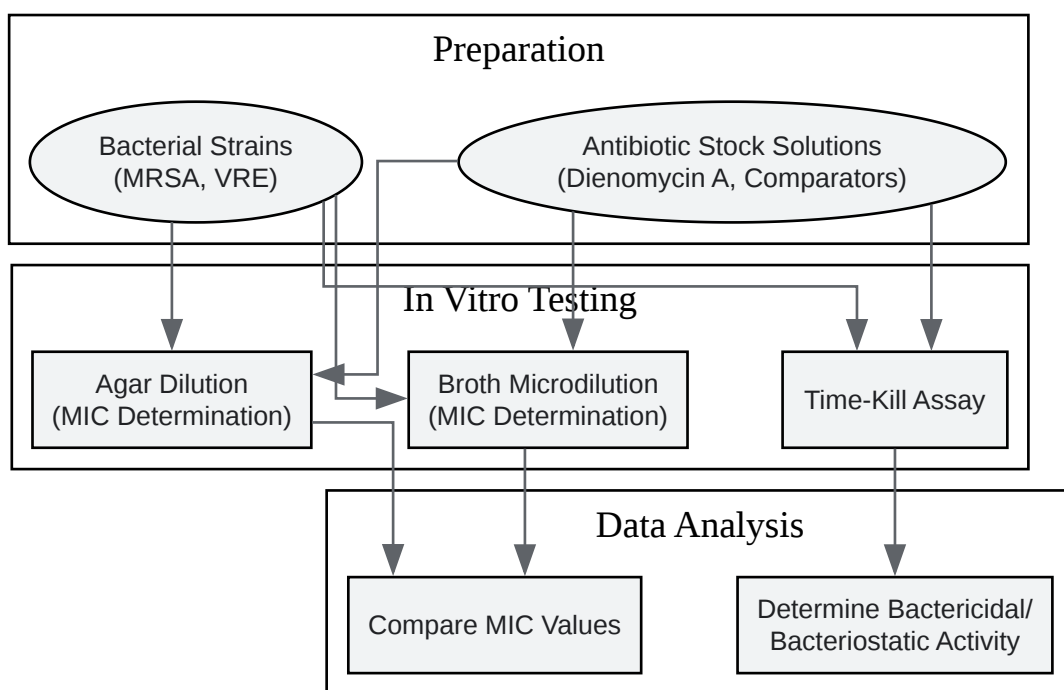 Preparation
Bacterial Strains
(MRSA, VRE)
Antibiotic Stock Solutions
(Dienomycin A, Comparators)
In Vitro Testing
Agar Dilution
(MIC Determination)
Broth Microdilution
(MIC Determination)
Time-Kill Assay
Data Analysis
Compare MIC Values
Determine Bactericidal/
Bacteriostatic Activity